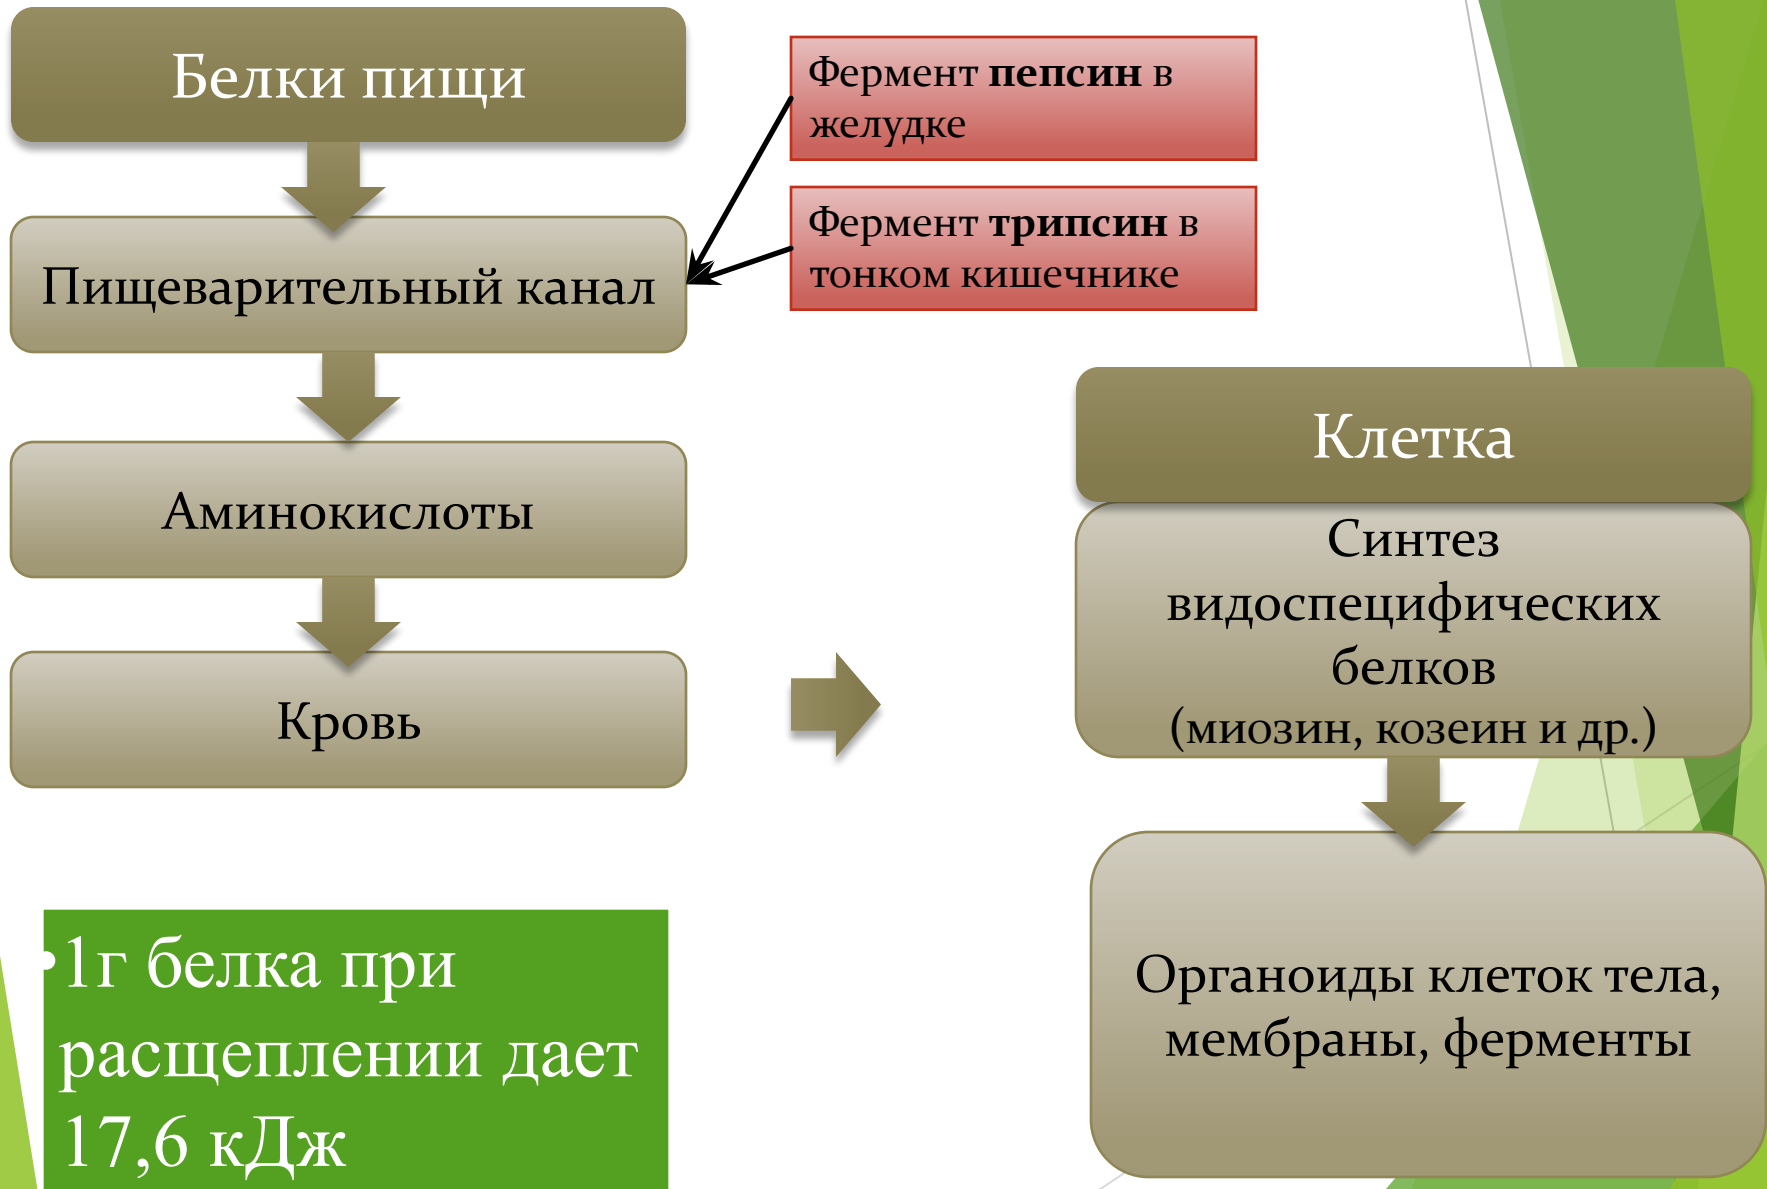 Белки пищи
Фермент пепсин в
желудке
Фермент трипсин в
тонком кишечнике
Пищеварительный канал
Аминокислоты
Кровь
Клетка
Синтез
видоспецифических
белков
(миозин, козеин и др.)
Органоиды клеток тела,
мембраны, ферменты
•1г белка при
расщеплении дает
17,6 кДж